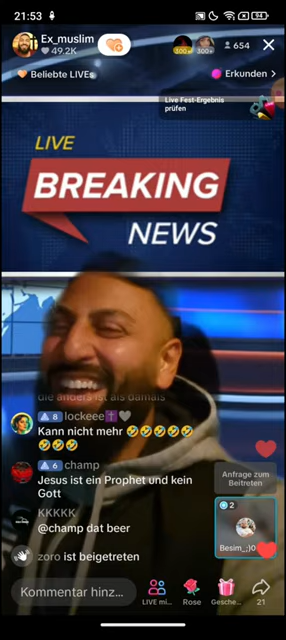 21:53
94
Ex_muslim
49.2K
300+
300+
654
Beliebte LIVEs
Erkunden >
Live Fest-Ergebnis
prüfen
LIVE
BREAKING
NEWS
die anders ist als damals
8 lockeee✝️🩶
Kann nicht mehr 🤣🤣🤣🤣🤣
🤣🤣🤣
6 champ
Jesus ist ein Prophet und kein
Gott
Anfrage zum
Beitreten
KKKKK
@champ dat beer
2
Besim_;)0
zoro ist beigetreten
Kommentar hinz...
LIVE mi...
Rose
Gesche...
21